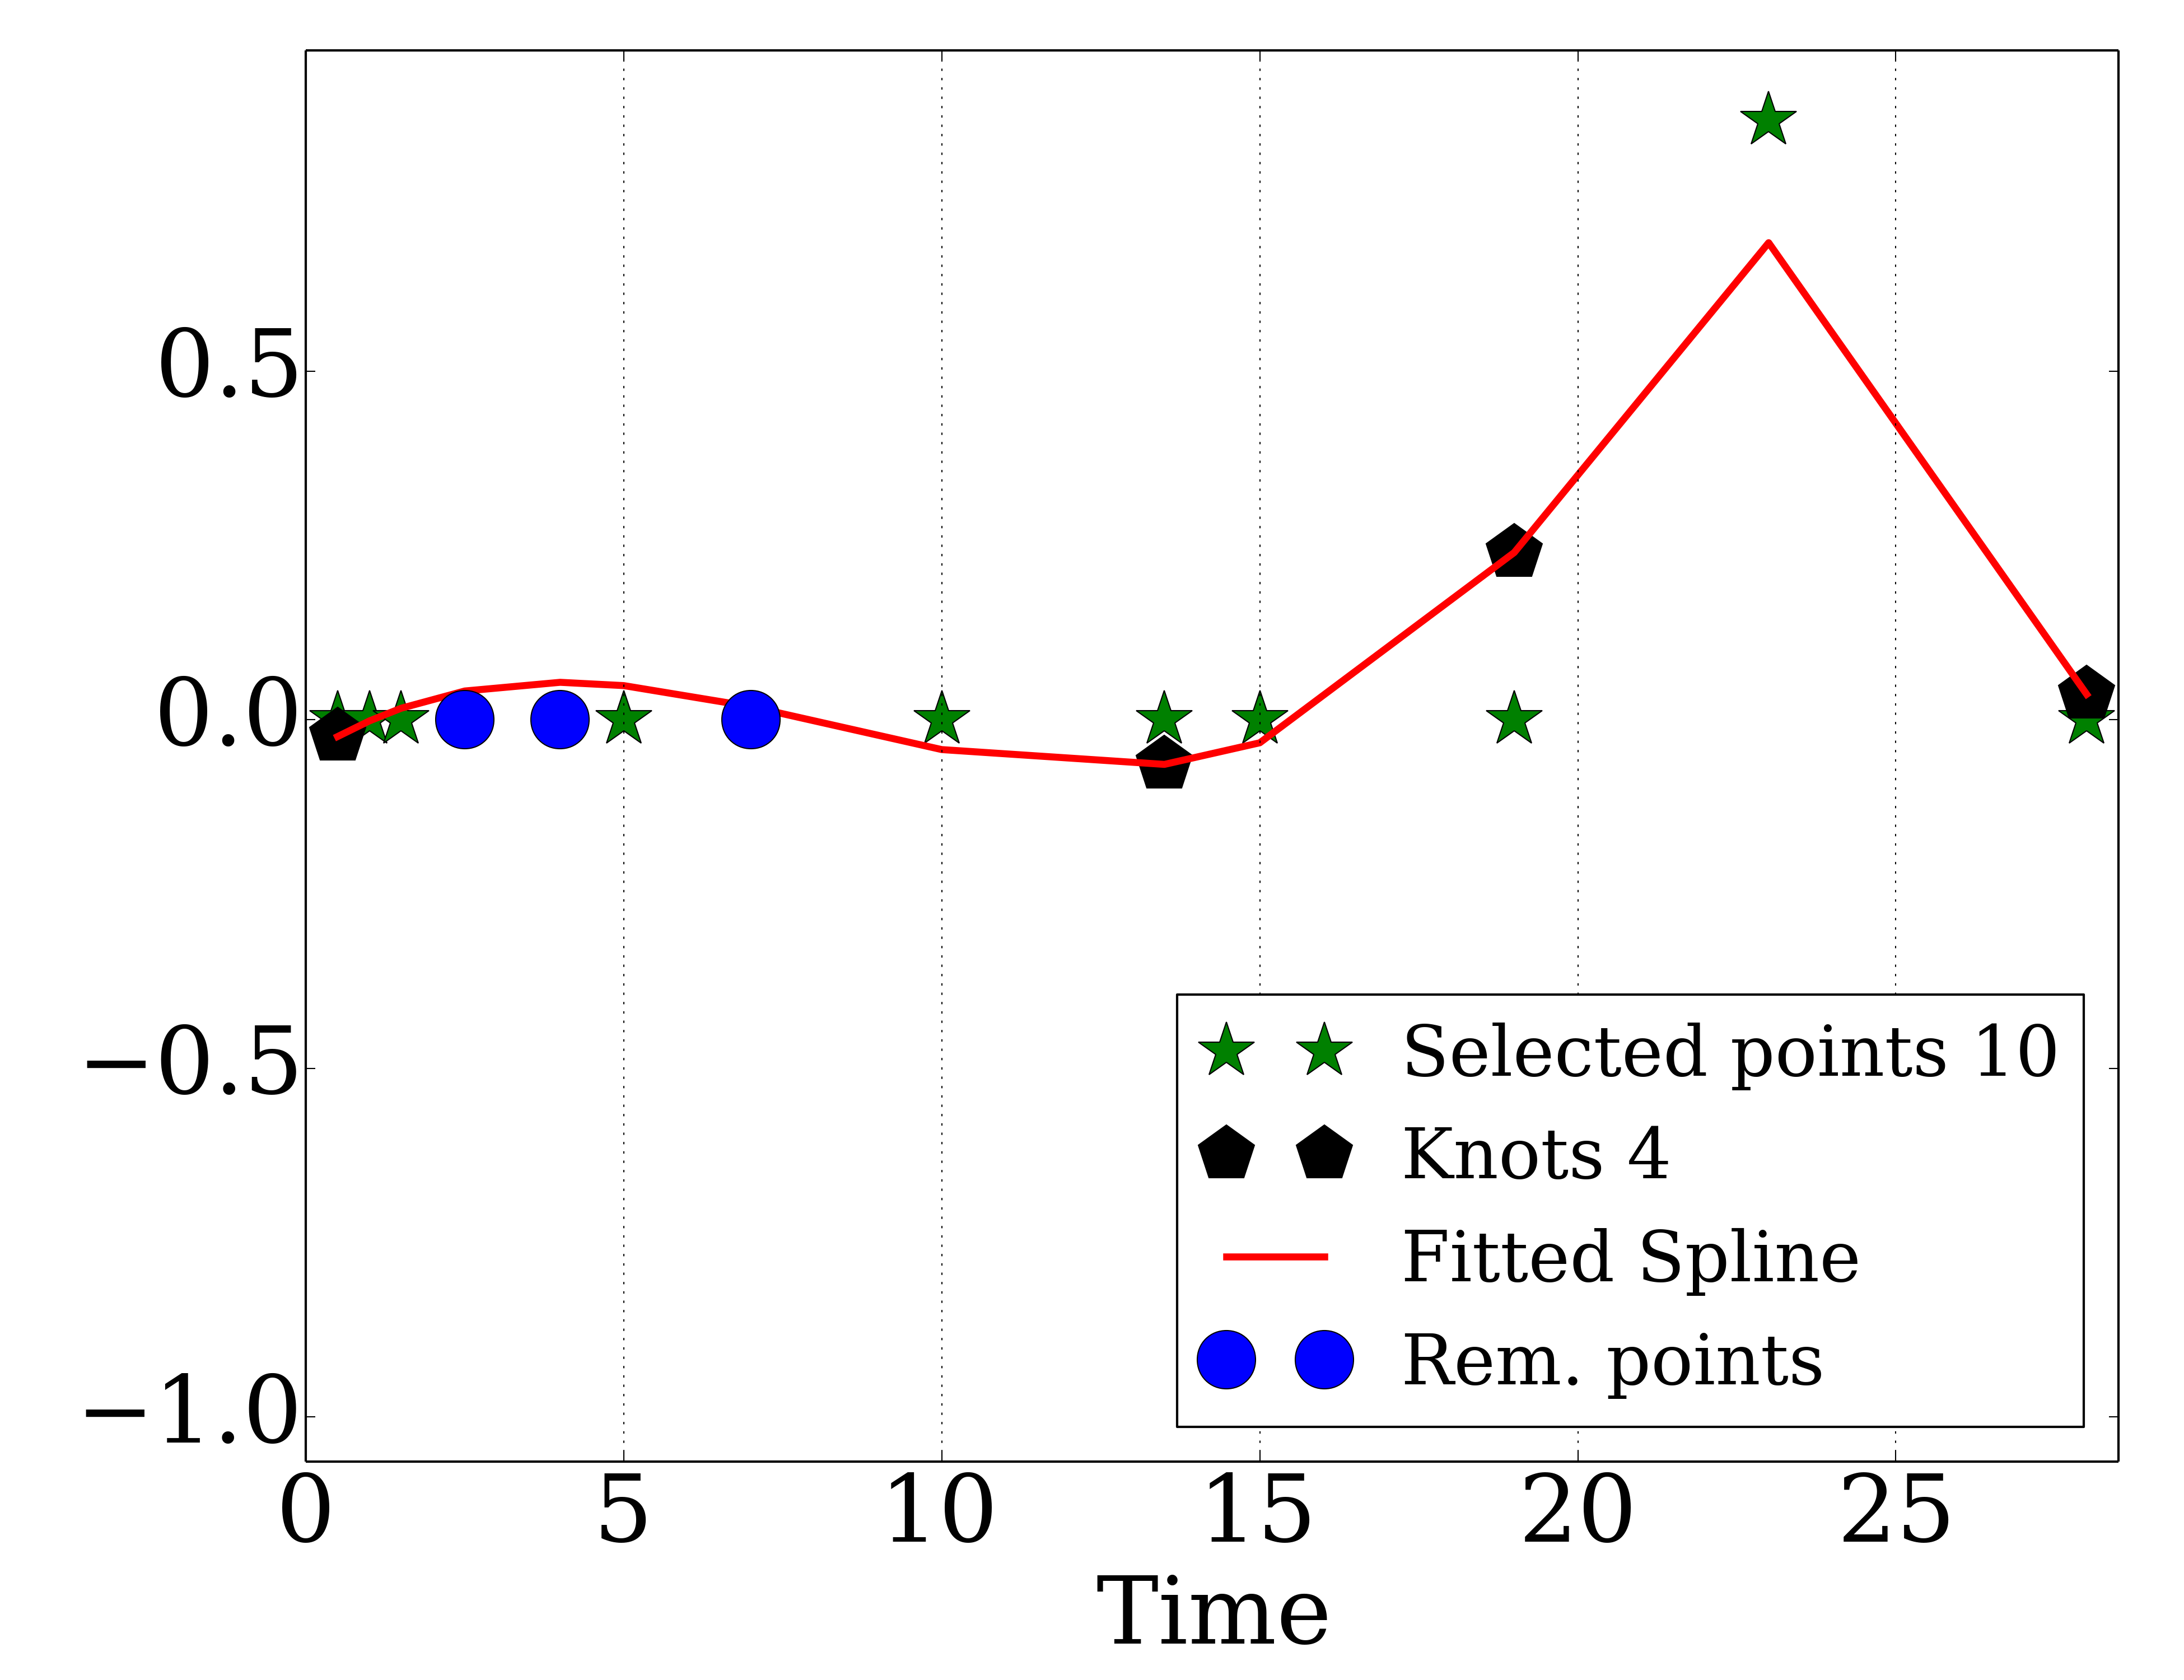 0.5
0.0
−0.5
−1.0
Selected points 10
Knots 4
Fitted Spline
Rem. points
0 5 10 15 20 25
Time